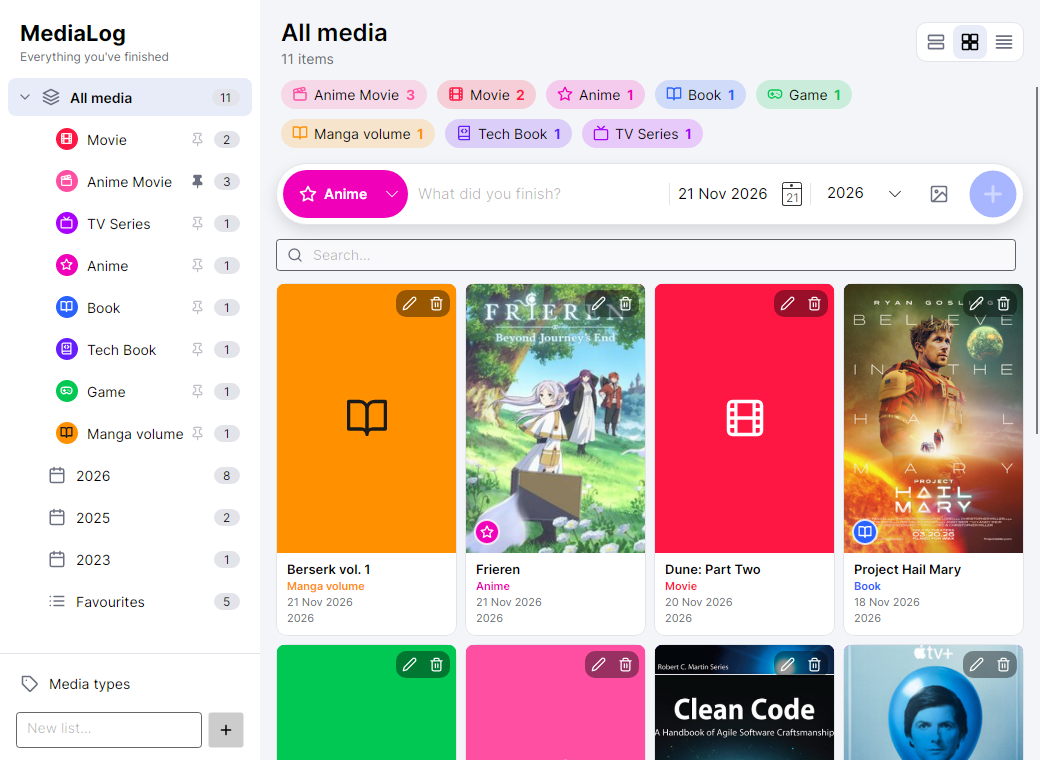 MediaLog
Everything you've finished
All media 11
Movie 2
Anime Movie 3
TV Series 1
Anime 1
Book 1
Tech Book 1
Game 1
Manga volume 1
2026 8
2025 2
2023 1
Favourites 5
Media types
New list...
+
All media
11 items
Anime Movie 3
Movie 2
Anime 1
Book 1
Game 1
Manga volume 1
Tech Book 1
TV Series 1
Anime
What did you finish?
21 Nov 2026
21
2026
Search...
Berserk vol. 1
Manga volume
21 Nov 2026
2026
FRIEREN
Beyond Journey's End
Frieren
Anime
21 Nov 2026
2026
Dune: Part Two
Movie
20 Nov 2026
2026
RYAN GOSLING
BELIEVE
IN THE
HAIL
MARY
PROJECT
HAIL
MARY
03.20.26
Project Hail Mary
Book
18 Nov 2026
2026
Robert C. Martin Series
Clean Code
A Handbook of Agile Software Craftsmanship
tv+